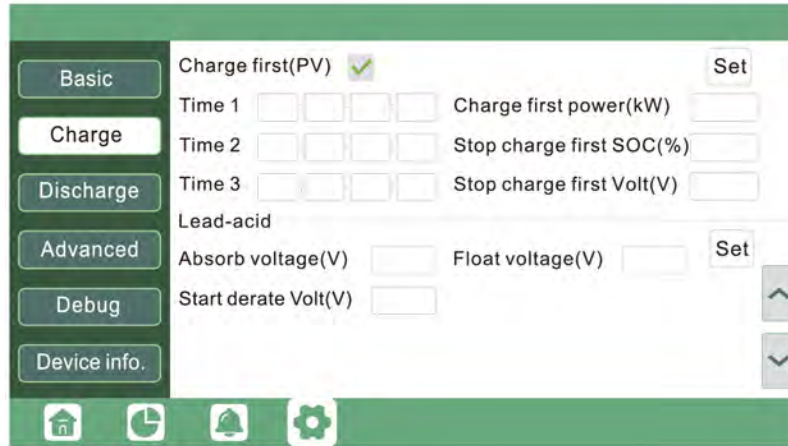 Basic
Charge
Discharge
Advanced
Debug
Device info.
Charge first(PV) Set
Time 1 Charge first power(kW)
Time 2 Stop charge first SOC(%)
Time 3 Stop charge first Volt(V)
Lead-acid
Absorb voltage(V) Float voltage(V) Set
Start derate Volt(V)